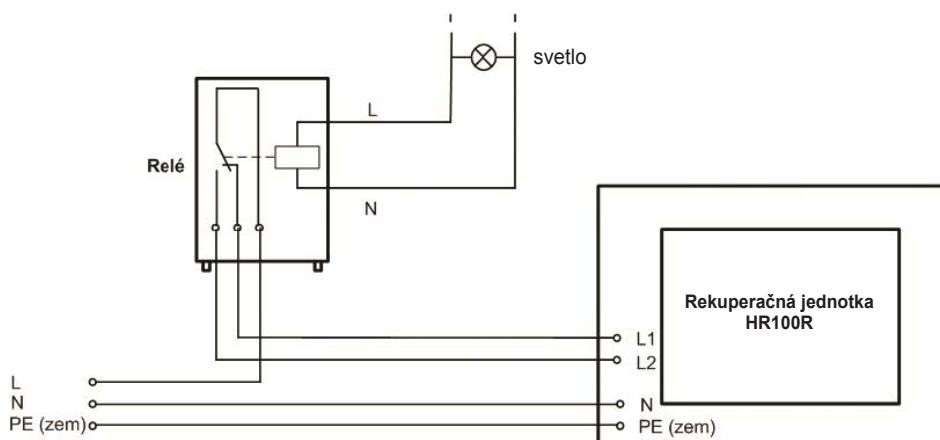 svetlo
L
Relé
N
Rekuperačná jednotka
HR100R
L1
L2
L
N
N
PE (zem)
PE (zem)